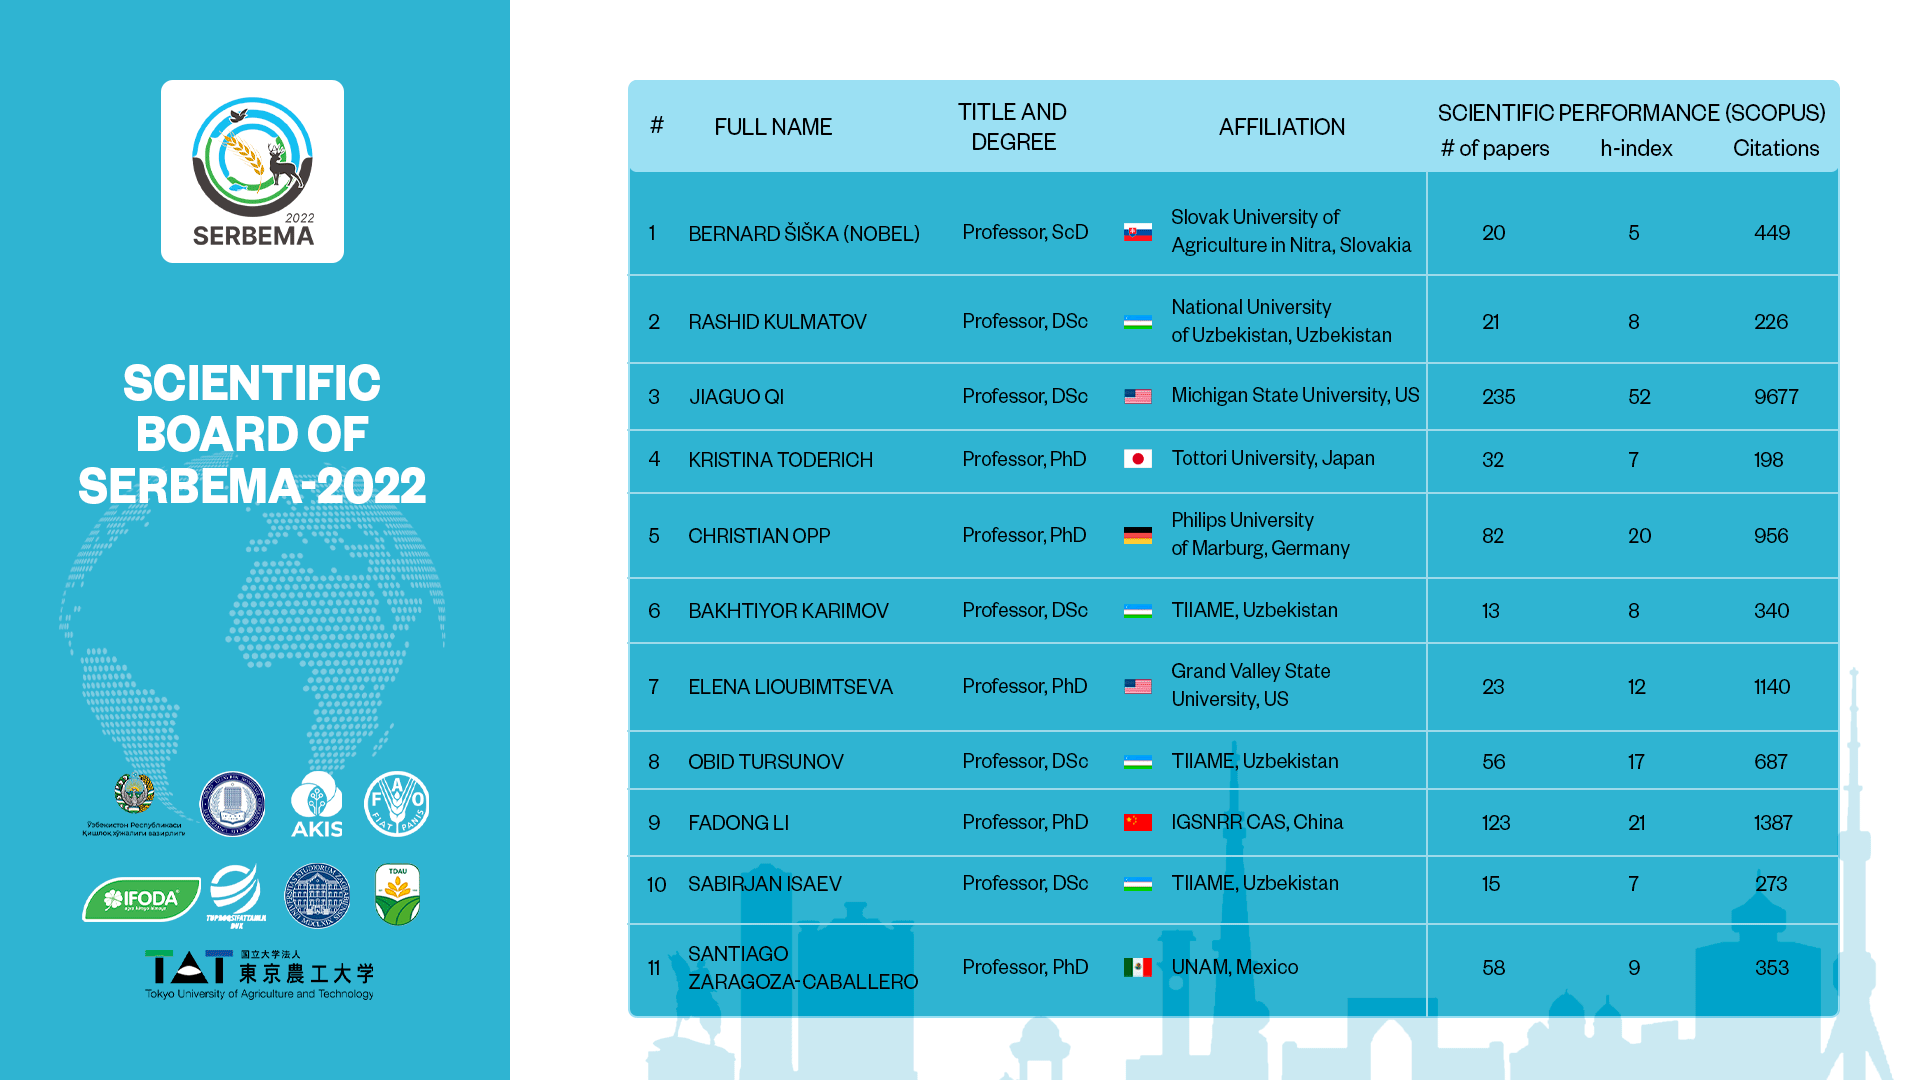 2022
SERBEMA
SCIENTIFIC
BOARD OF
SERBEMA-2022
Ўзбекистон Республикаси
Қишлоқ хўжалиги вазирлиги
AKIS
F A O
FIAT PANIS
IFODA
TDAU
TAT
国立大学法人
東京農工大学
Tokyo University of Agriculture and Technology
# FULL NAME TITLE AND DEGREE AFFILIATION SCIENTIFIC PERFORMANCE (SCOPUS)
# of papers h-index Citations
1 BERNARD ŠIŠKA (NOBEL) Professor, ScD Slovak University of
Agriculture in Nitra, Slovakia 20 5 449
2 RASHID KULMATOV Professor, DSc National University
of Uzbekistan, Uzbekistan 21 8 226
3 JIAGUO QI Professor, DSc Michigan State University, US 235 52 9677
4 KRISTINA TODERICH Professor, PhD Tottori University, Japan 32 7 198
5 CHRISTIAN OPP Professor, PhD Philips University
of Marburg, Germany 82 20 956
6 BAKHTIYOR KARIMOV Professor, DSc TIIAME, Uzbekistan 13 8 340
7 ELENA LIOUBIMTSEVA Professor, PhD Grand Valley State
University, US 23 12 1140
8 OBID TURSUNOV Professor, DSc TIIAME, Uzbekistan 56 17 687
9 FADONG LI Professor, PhD IGSNRR CAS, China 123 21 1387
10 SABIRJAN ISAEV Professor, DSc TIIAME, Uzbekistan 15 7 273
11 SANTIAGO
ZARAGOZA-CABALLERO Professor, PhD UNAM, Mexico 58 9 353